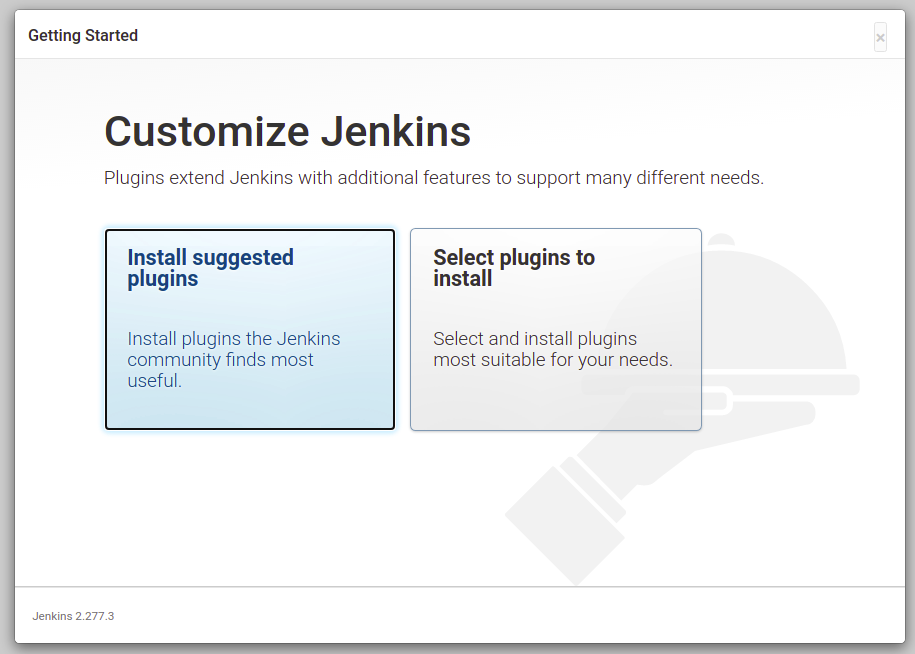 Getting Started
×
Customize Jenkins
Plugins extend Jenkins with additional features to support many different needs.
Install suggested
plugins
Install plugins the Jenkins
community finds most
useful.
Select plugins to
install
Select and install plugins
most suitable for your needs.
Jenkins 2.277.3